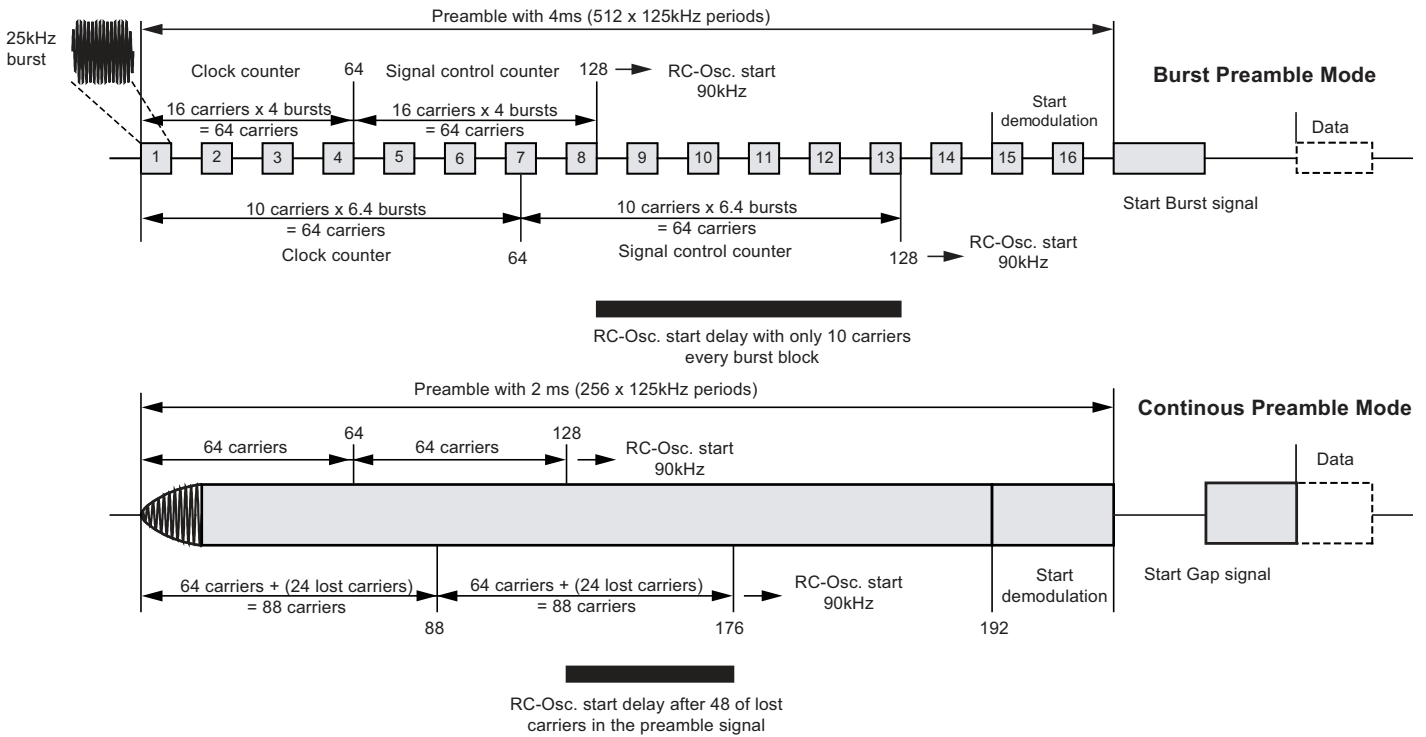 Preamble with 4ms (512 x 125kHz periods)
25kHz
burst
Clock counter
64
Signal control counter
128
RC-Osc. start
90kHz
Burst Preamble Mode
16 carriers x 4 bursts
= 64 carriers
16 carriers x 4 bursts
= 64 carriers
Start
demodulation
Data
1 2 3 4 5 6 7 8 9 10 11 12 13 14 15 16
Start Burst signal
10 carriers x 6.4 bursts
= 64 carriers
10 carriers x 6.4 bursts
= 64 carriers
Clock counter
64
Signal control counter
128
RC-Osc. start
90kHz
RC-Osc. start delay with only 10 carriers
every burst block
Preamble with 2 ms (256 x 125kHz periods)
Continous Preamble Mode
64 carriers
64
64 carriers
128
RC-Osc. start
90kHz
Data
64 carriers + (24 lost carriers)
= 88 carriers
64 carriers + (24 lost carriers)
= 88 carriers
RC-Osc. start
90kHz
Start
demodulation
Start Gap signal
88
176
192
RC-Osc. start delay after 48 of lost
carriers in the preamble signal